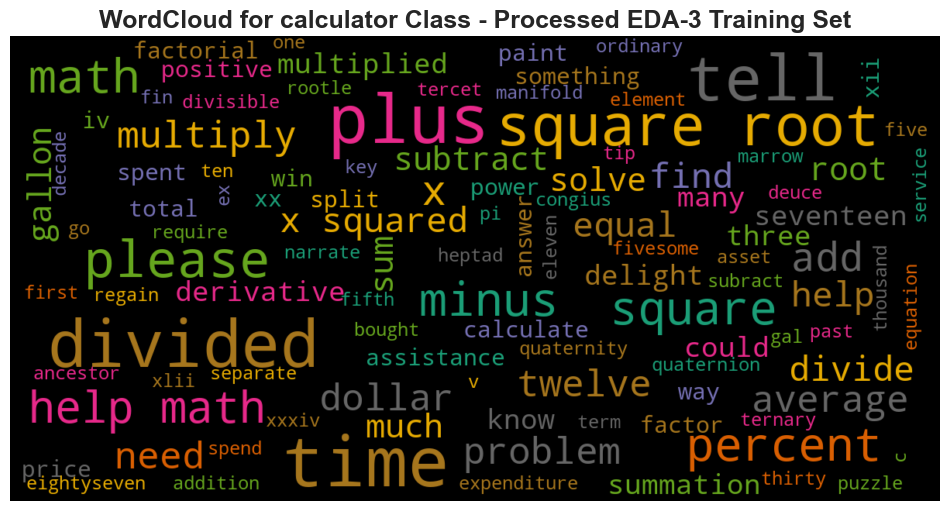 WordCloud for calculator Class - Processed EDA-3 Training Set
factorial
one
paint
ordinary
math
positive
multiplied
something
tell
xii
fin
divisible
rootle
tercet
manifold
element
iv
multiply
plus
square root
five
gallon
decade
spent
ten
key
subtract
tip
marrow
root
service
win
power
solve
find
total
ex
xx
split
x
congius
many
deuce
go
require
x squared
pi
answer
equal
seventeen
three
please
narrate
sum
heptad
eleven
fivesome
asset
add
first
regain
derivative
fifth
minus
delight
subract
help
thousand
equation
square
divided
bought
calculate
gal
past
assistance
quaternity
could
ancestor
xlii
separate
v
quaternion
divide
help math
xxxiv
dollar
twelve
way
average
much
know
term
factor
ternary
need
spend
time
problem
percent
c
price
eightyseven
addition
expenditure
summation
thirty
puzzle